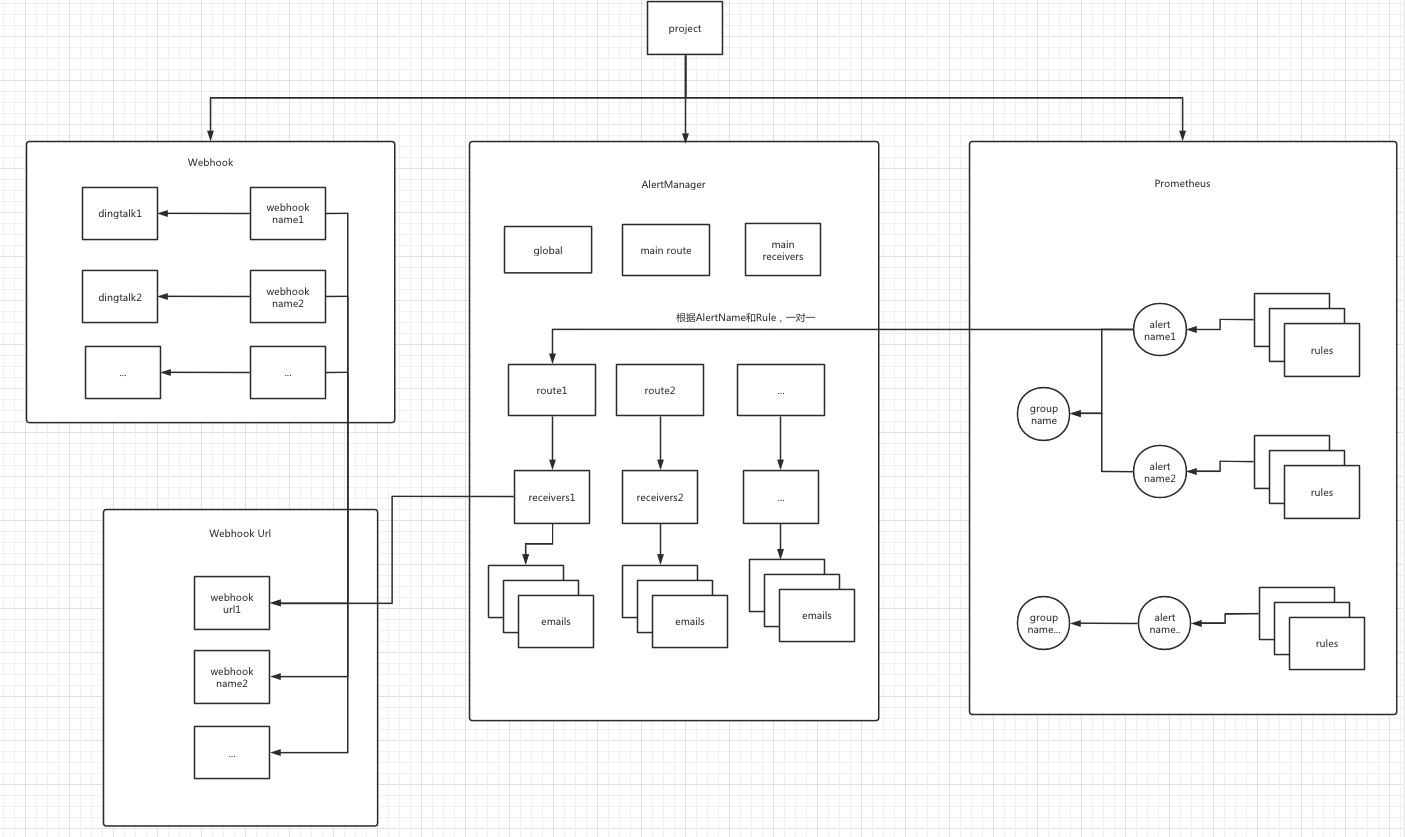 project
Webhook
dingtalk1
webhook
name1
dingtalk2
webhook
name2
...
...
Webhook Url
webhook
url1
webhook
name2
...
AlertManager
global
main route
main
receivers
根据AlertName和Rule，一对一
route1
route2
...
receivers1
receivers2
...
emails
emails
emails
Prometheus
alert
name1
rules
group
name
alert
name2
rules
group
name...
alert
name..
rules